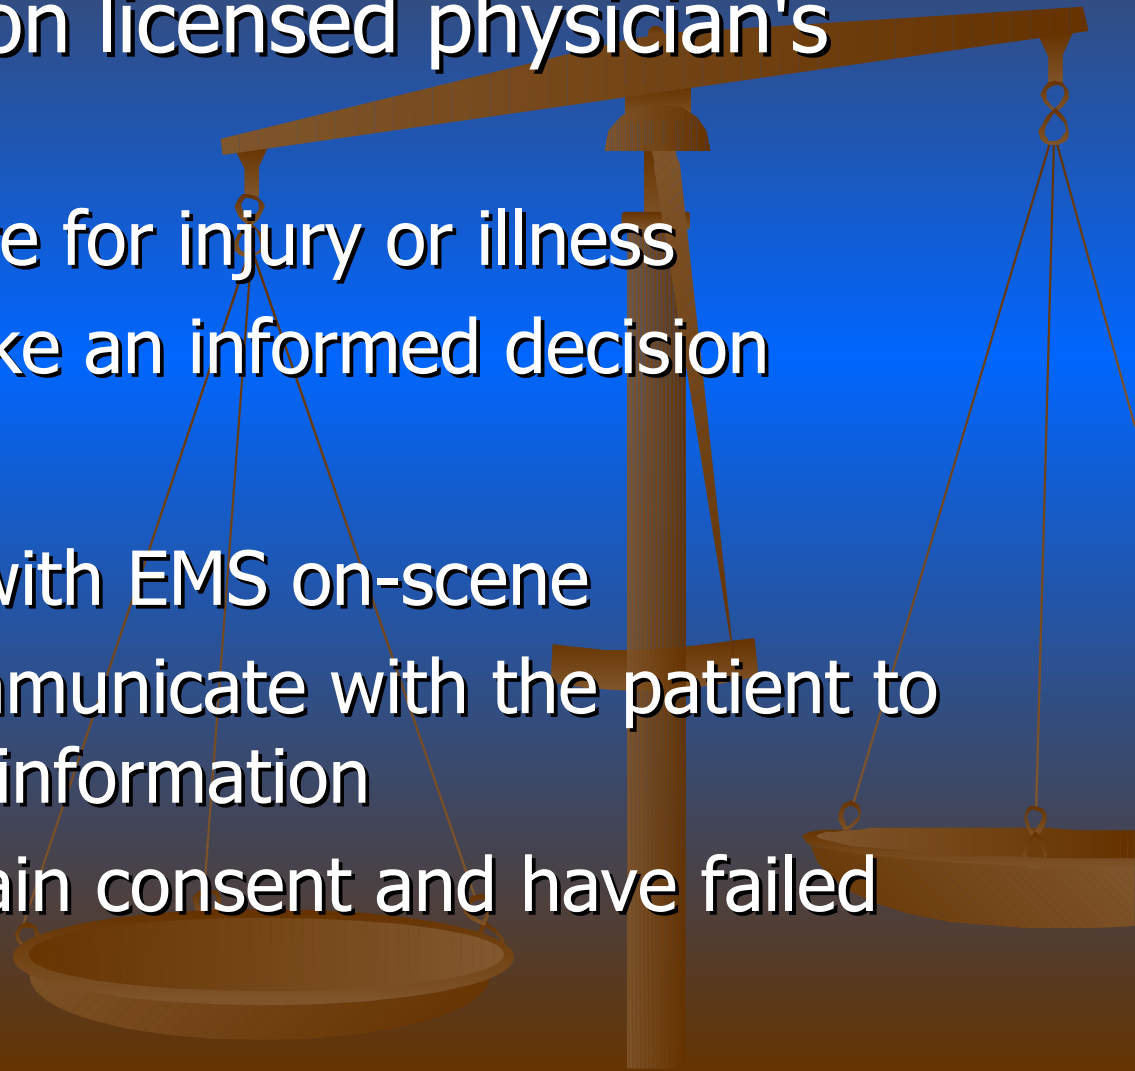 on licensed physician's
e for injury or illness
ke an informed decision
with EMS on-scene
mmunicate with the patient to
information
ain consent and have failed